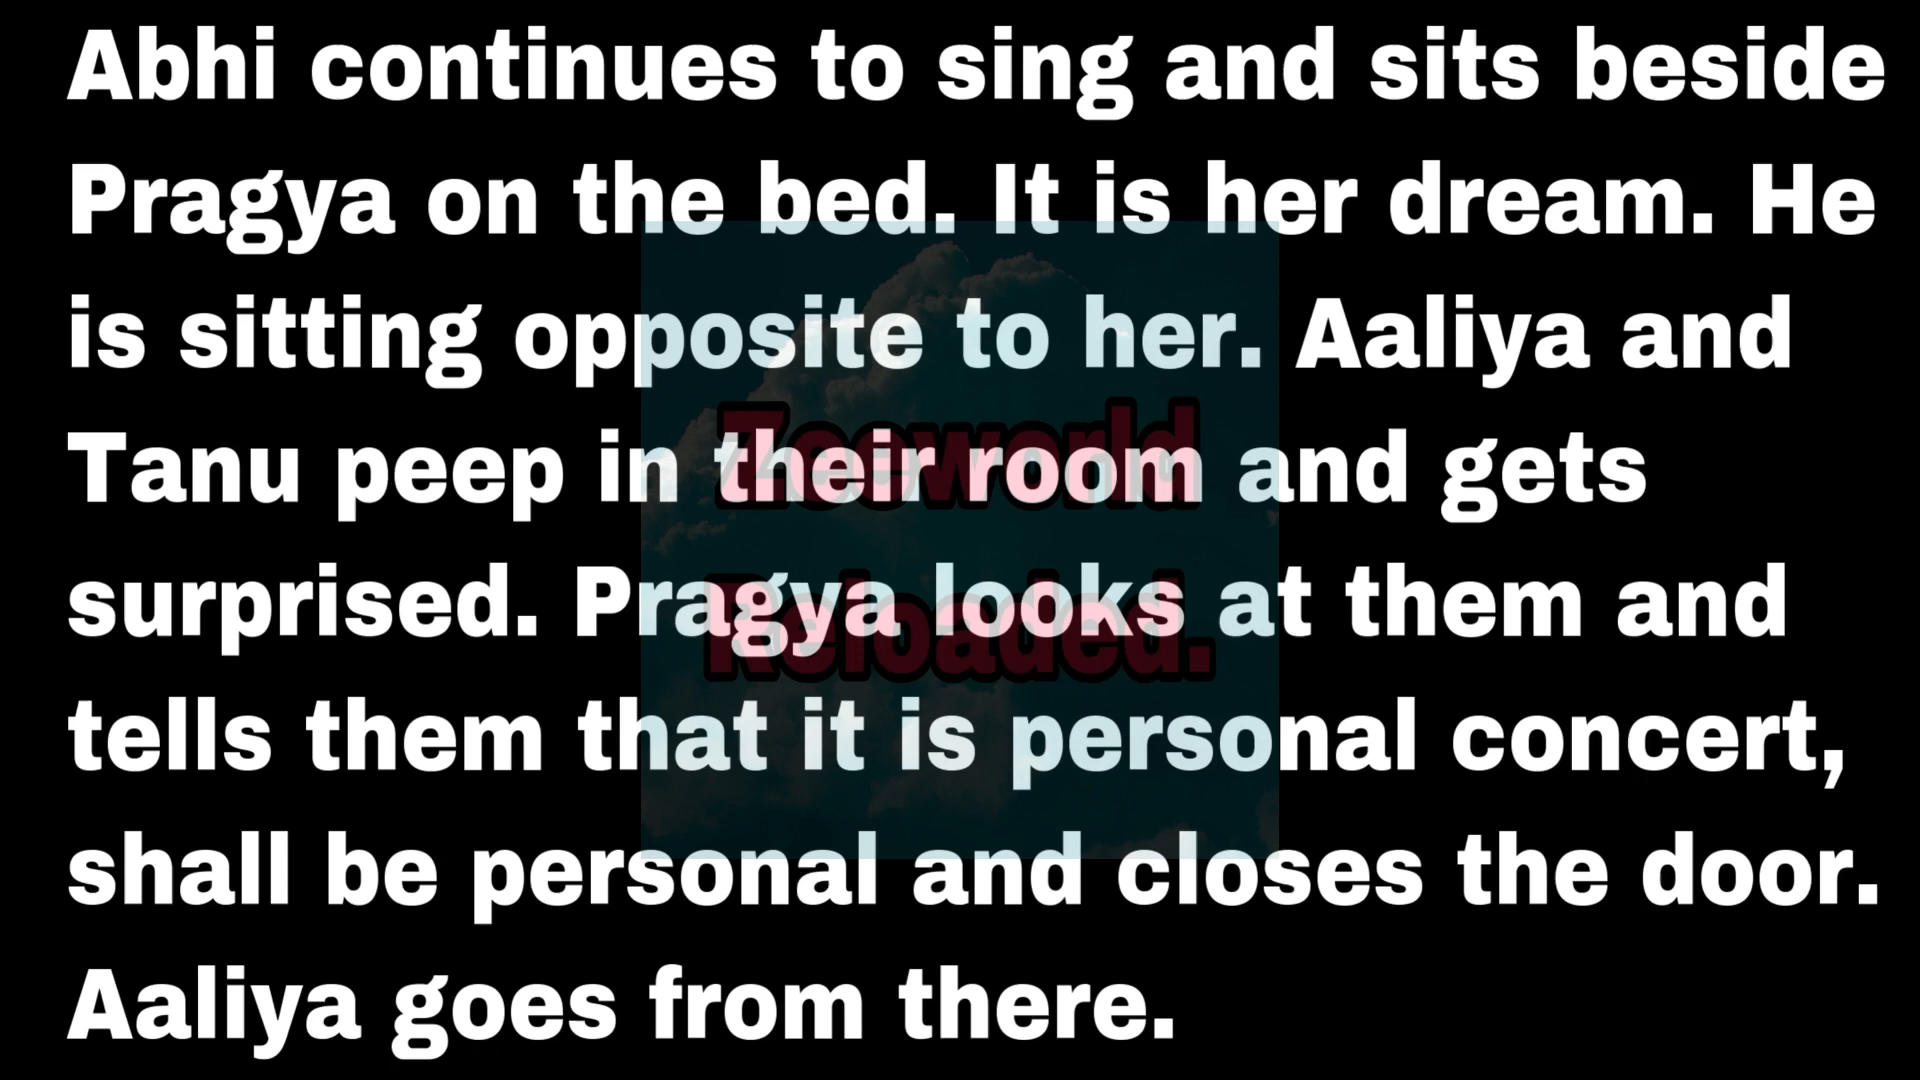 Abhi continues to sing and sits beside
Pragya on the bed. It is her dream. He
is sitting opposite to her. Aaliya and
Tanu peep in their room and gets
surprised. Pragya looks at them and
tells them that it is personal concert,
shall be personal and closes the door.
Aaliya goes from there.
Zeeworld
Reloaded.